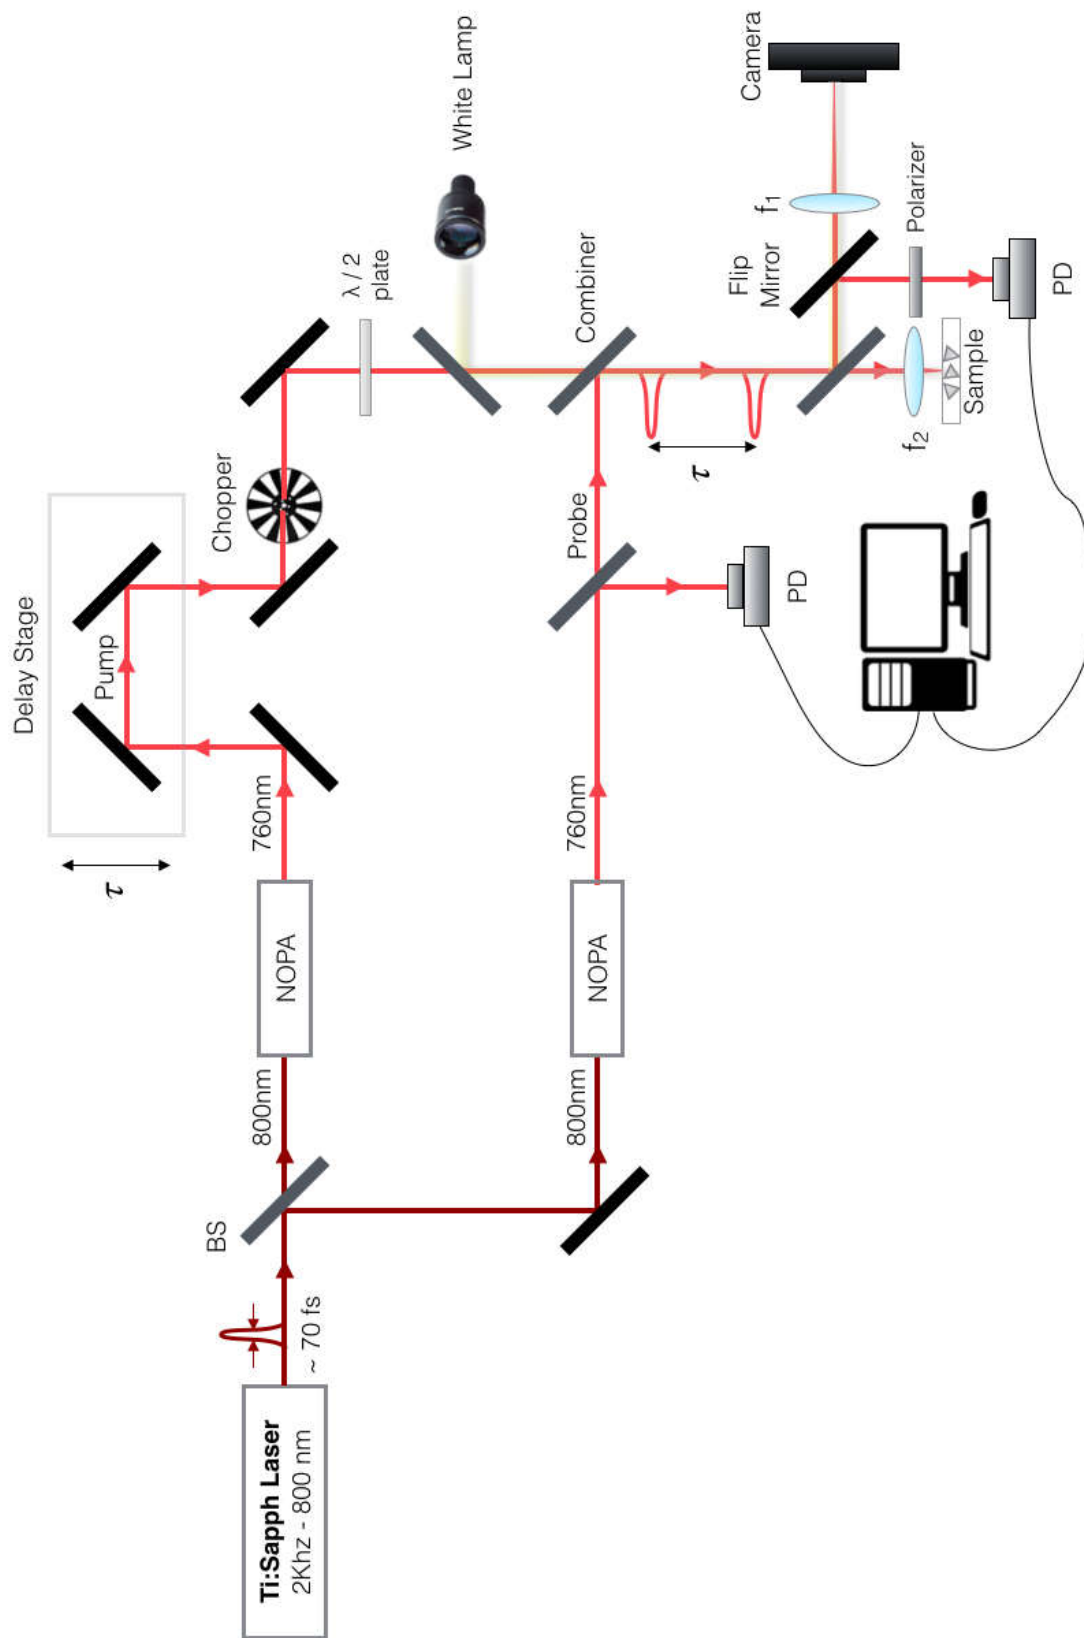 Delay Stage
τ
Pump
Chopper
λ / 2
plate
White Lamp
760nm
NOPA
800nm
BS
~ 70 fs
Ti:Sapph Laser
2Khz - 800 nm
800nm
NOPA
760nm
Probe
Combiner
τ
PD
Flip
Mirror
f1
Camera
Polarizer
f2
Sample
PD